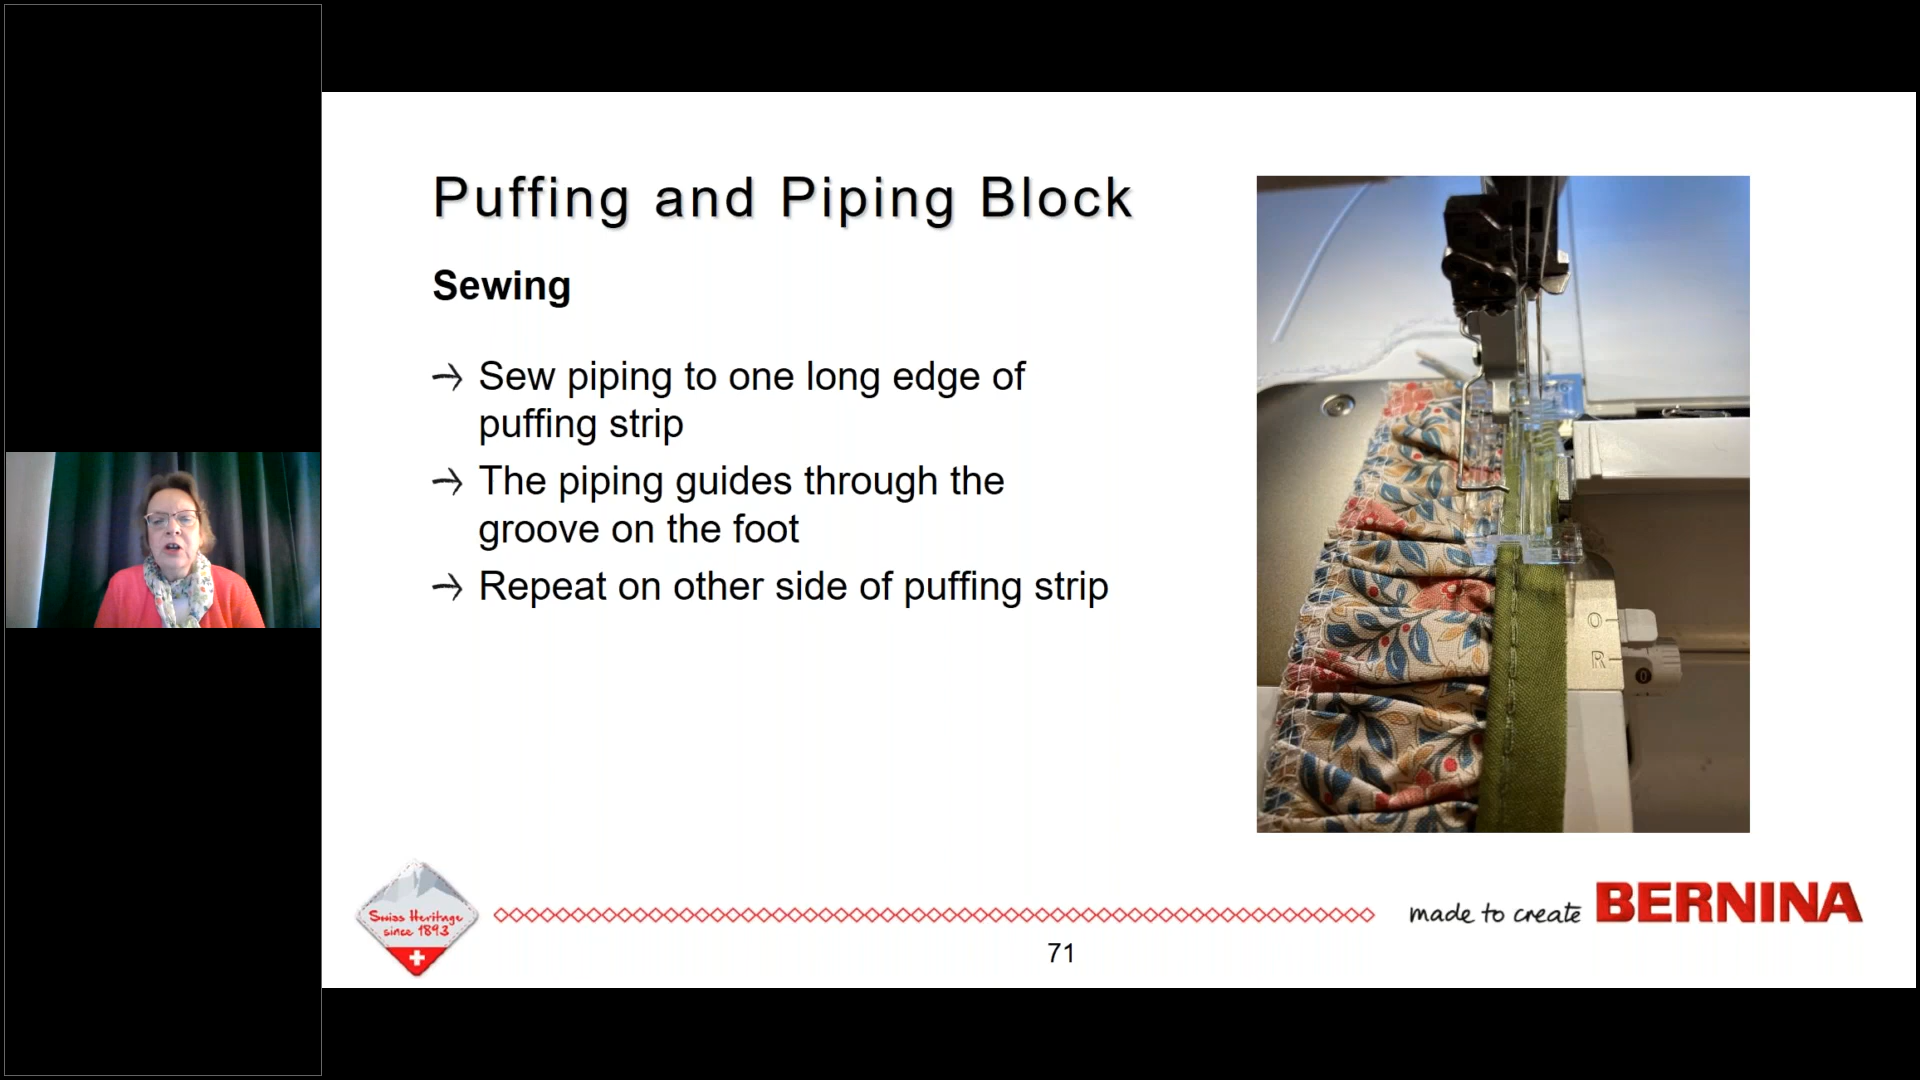 Puffing and Piping Block
Sewing
Sew piping to one long edge of
puffing strip
The piping guides through the
groove on the foot
Repeat on other side of puffing strip
O
R
0
Swiss Heritage
since 1893
made to create BERNINA
71